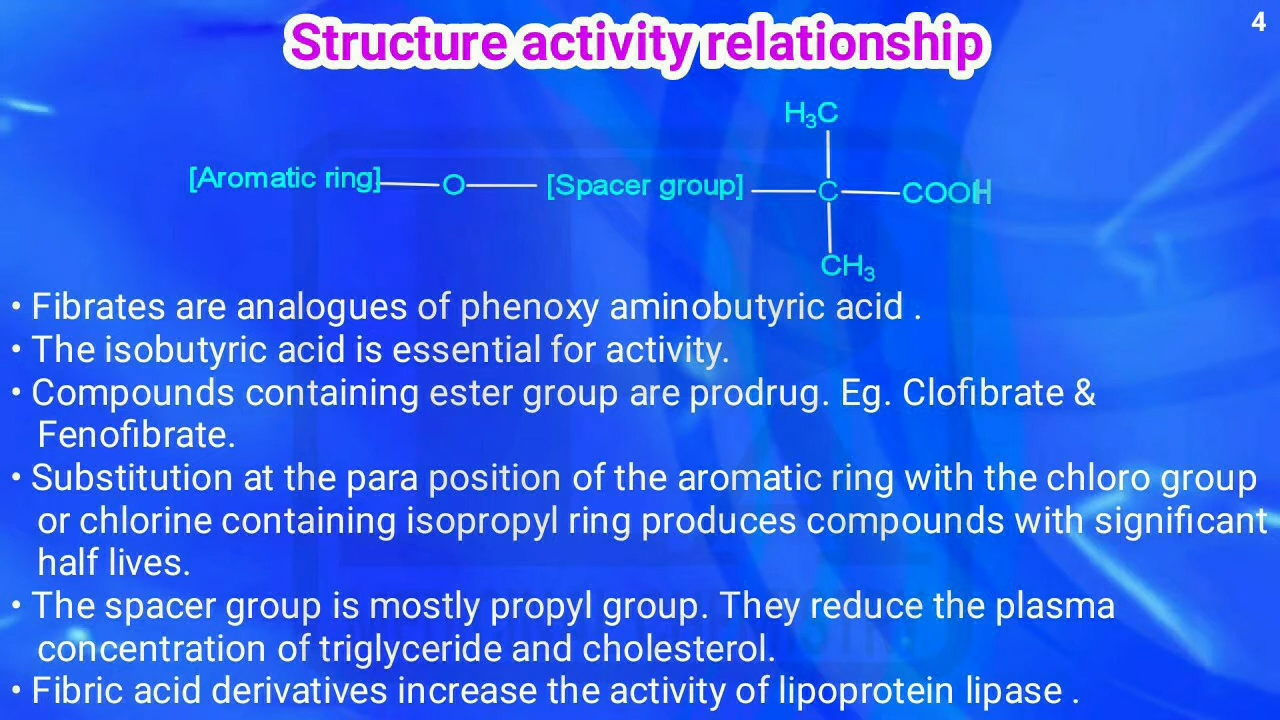 4
Structure activity relationship
H₃C
[Aromatic ring]—O—[Spacer group]—C—COOH
CH₃
• Fibrates are analogues of phenoxy aminobutyric acid .
• The isobutyric acid is essential for activity.
• Compounds containing ester group are prodrug. Eg. Clofibrate &
Fenofibrate.
• Substitution at the para position of the aromatic ring with the chloro group
or chlorine containing isopropyl ring produces compounds with significant
half lives.
• The spacer group is mostly propyl group. They reduce the plasma
concentration of triglyceride and cholesterol.
• Fibric acid derivatives increase the activity of lipoprotein lipase .